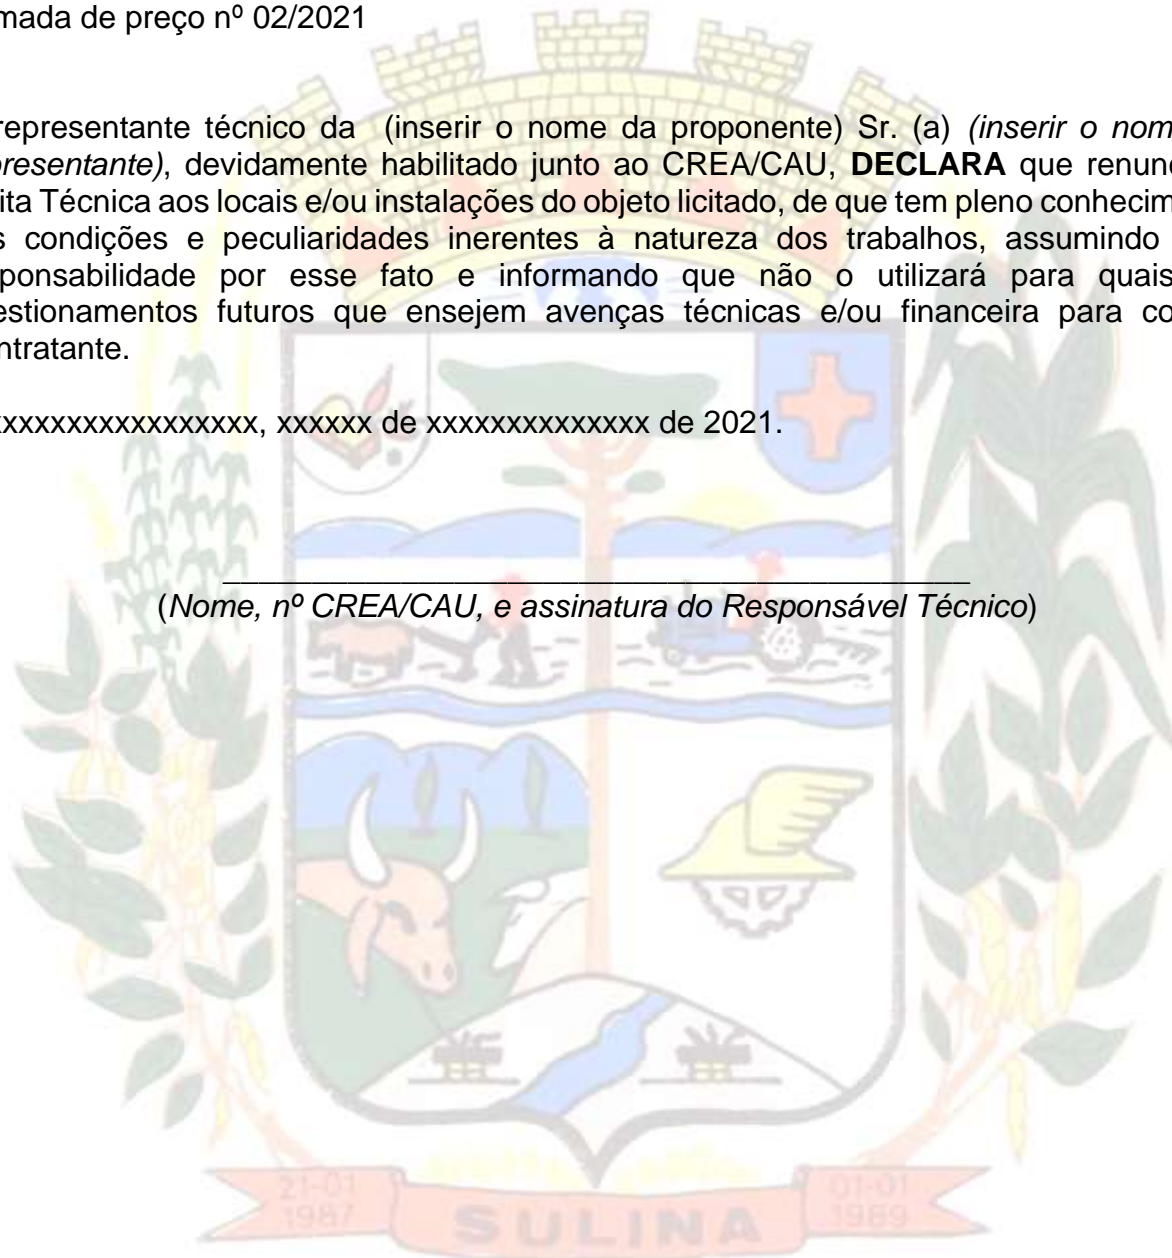 mada de preço nº 02/2021
representante técnico da (inserir o nome da proponente) Sr. (a) (inserir o nom
presentante), devidamente habilitado junto ao CREA/CAU, DECLARA que renunc
ita Técnica aos locais e/ou instalações do objeto licitado, de que tem pleno conhecim
s condições e peculiaridades inerentes à natureza dos trabalhos, assumindo
ponsabilidade por esse fato e informando que não o utilizará para quais
estionamentos futuros que ensejem avenças técnicas e/ou financeira para co
ntratante.
xxxxxxxxxxxxxxxxxx, xxxxxx de xxxxxxxxxxxxxx de 2021.
(Nome, nº CREA/CAU, e assinatura do Responsável Técnico)
21-01 01-01
1987 SULINA 1989